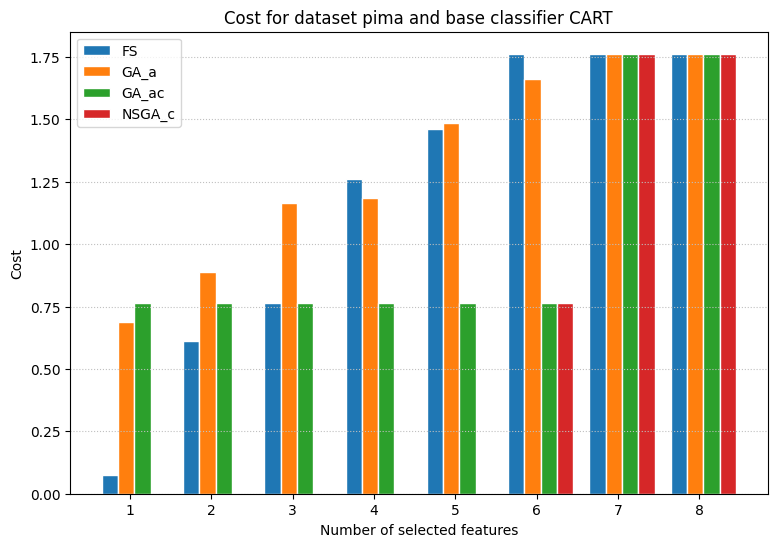 Cost for dataset pima and base classifier CART
FS
GA_a
GA_ac
NSGA_c
1.75
1.50
1.25
1.00
0.75
0.50
0.25
0.00
Cost
1 2 3 4 5 6 7 8
Number of selected features